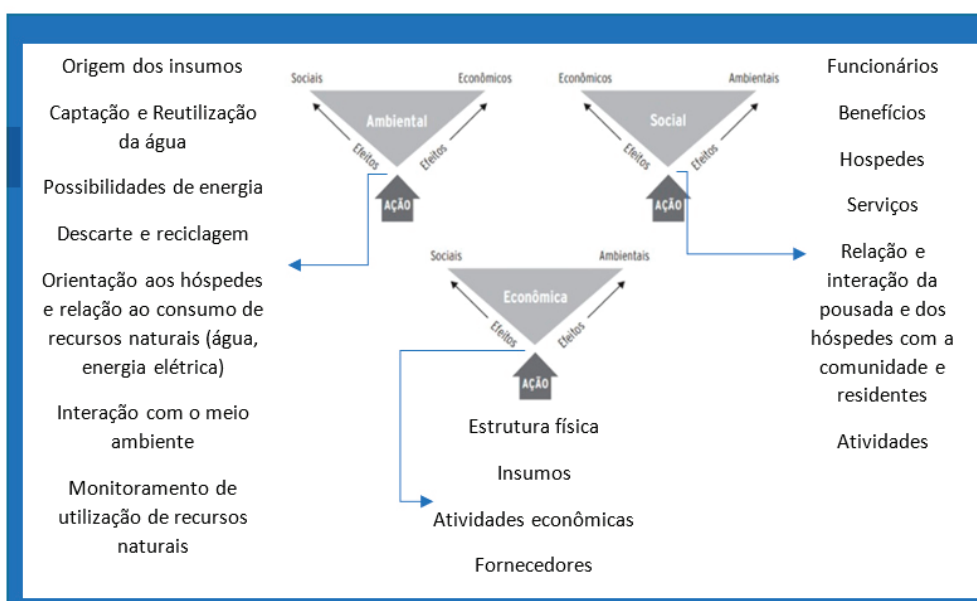 Origem dos insumos
Captação e Reutilização
da água
Possibilidades de energia
Descarte e reciclagem
Orientação aos hóspedes
e relação ao consumo de
recursos naturais (água,
energia elétrica)
Interação com o meio
ambiente
Monitoramento de
utilização de recursos
naturais
Sociais
Econômicos
Ambiental
Efeitos
Efeitos
AÇÃO
Econômicos
Ambientais
Social
Efeitos
Efeitos
AÇÃO
Sociais
Ambientais
Econômica
Efeitos
Efeitos
AÇÃO
Estrutura física
Insumos
Atividades econômicas
Fornecedores
Funcionários
Benefícios
Hospedes
Serviços
Relação e
interação da
pousada e dos
hóspedes com a
comunidade e
residentes
Atividades